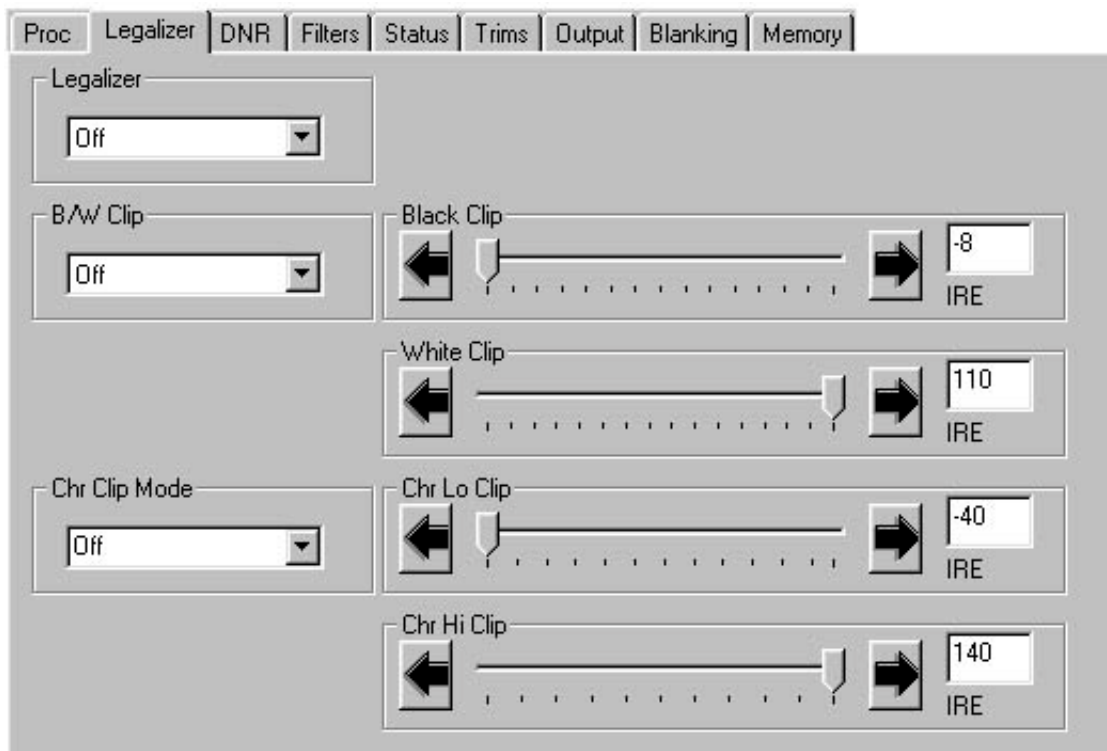 Proc Legalizer DNR Filters Status Trims Output Blanking Memory
Legalizer
Off
B/W Clip
Off
Black Clip
-8
IRE
White Clip
110
IRE
Chr Clip Mode
Off
Chr Lo Clip
-40
IRE
Chr Hi Clip
140
IRE